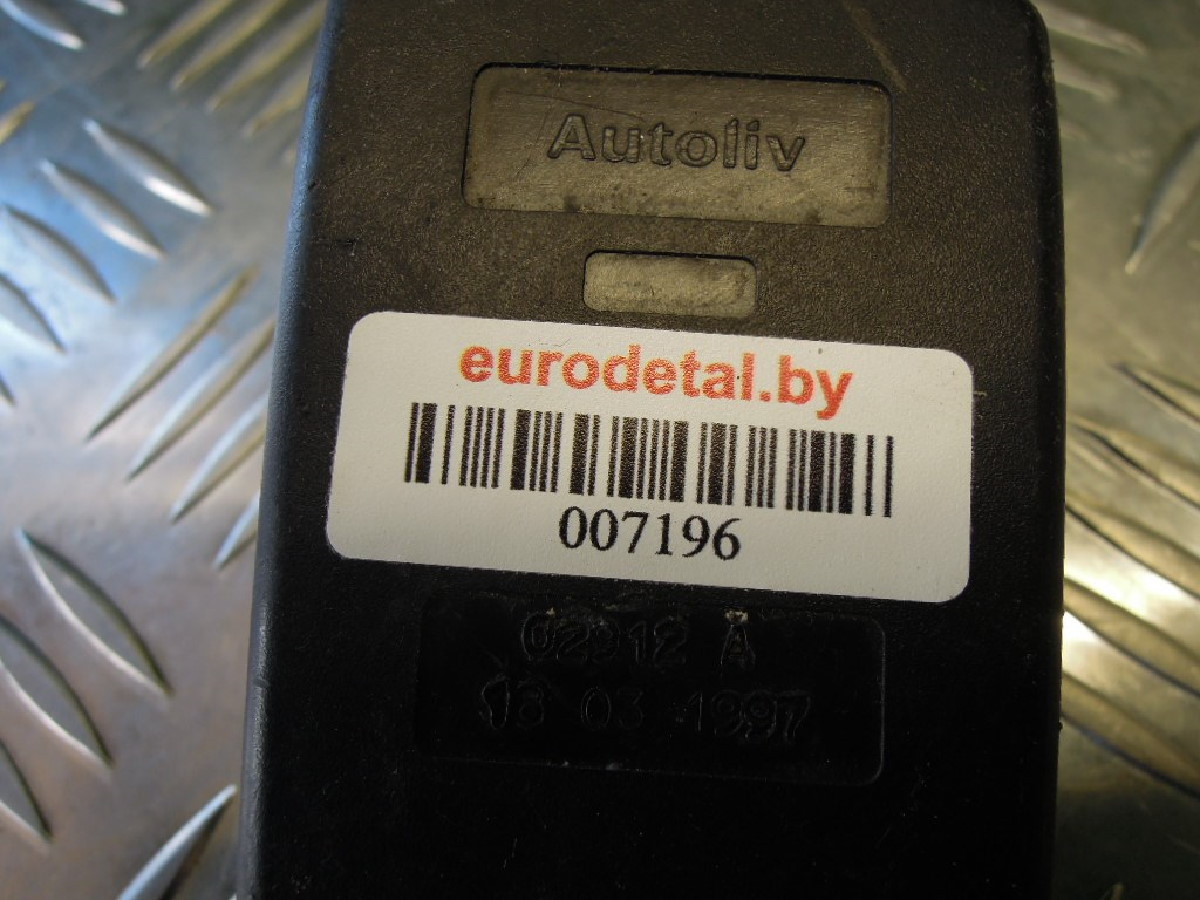 Autoliv
eurodetal.by
007196
02912 A
18 03 1997